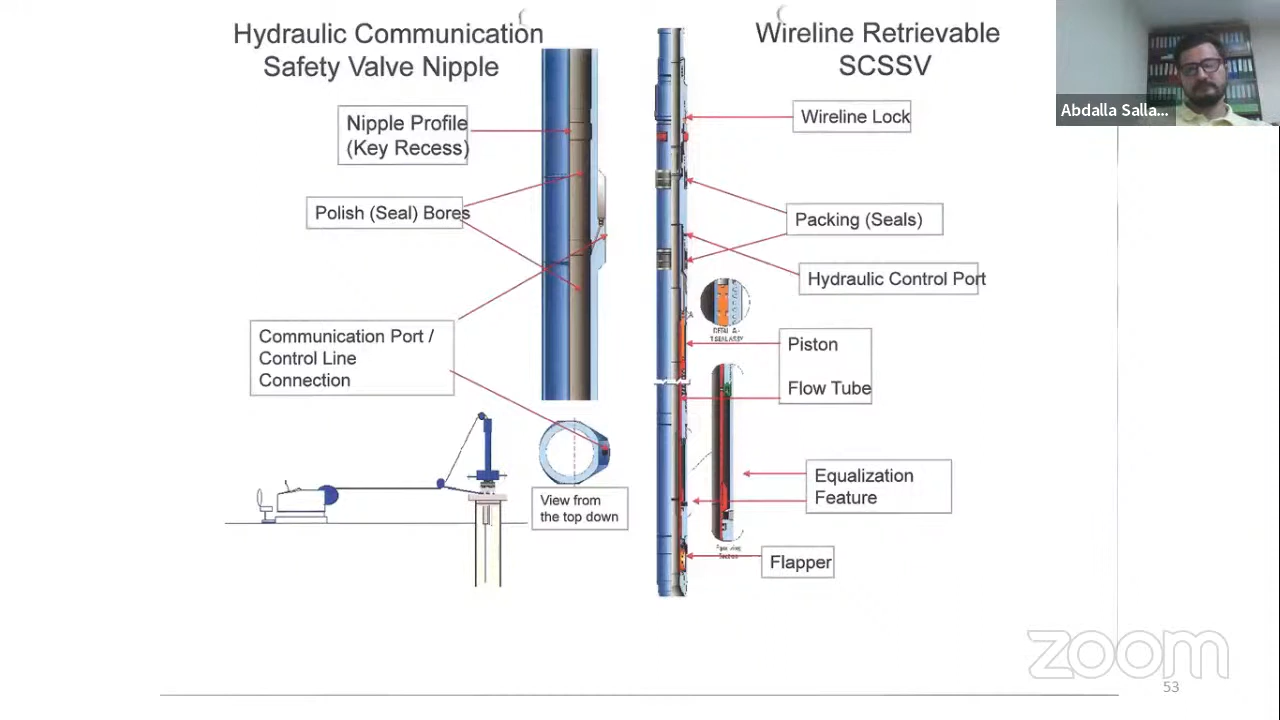 Hydraulic Communication
Safety Valve Nipple
Nipple Profile
(Key Recess)
Polish (Seal) Bores
Communication Port /
Control Line
Connection
View from
the top down
Wireline Retrievable
SCSSV
Wireline Lock
Packing (Seals)
Hydraulic Control Port
Piston
Flow Tube
Equalization
Feature
Flapper
Abdalla Salla...
zoom
53